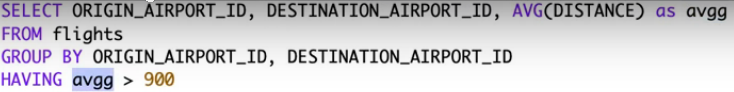 SELECT ORIGIN_AIRPORT_ID, DESTINATION_AIRPORT_ID, AVG(DISTANCE) as avgg
FROM flights
GROUP BY ORIGIN_AIRPORT_ID, DESTINATION_AIRPORT_ID
HAVING avgg > 900